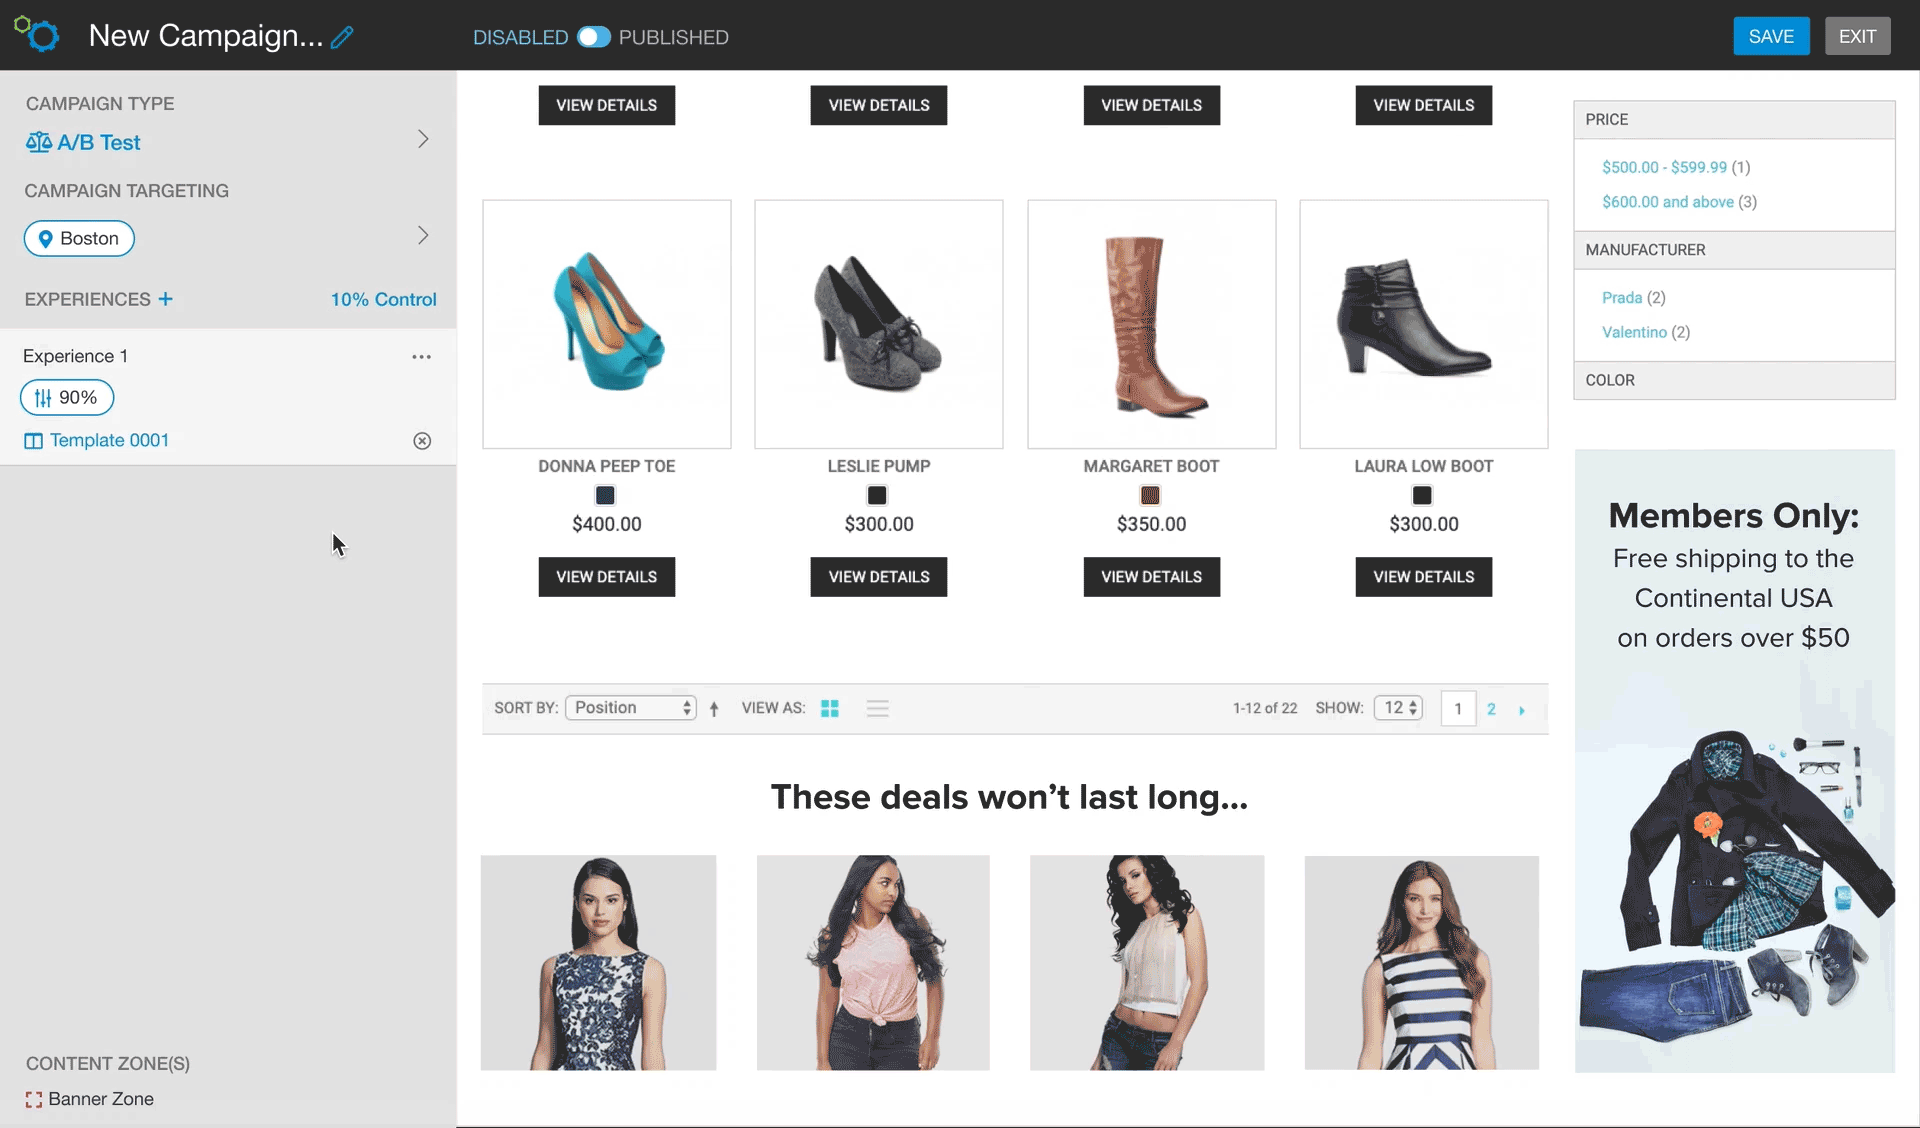 New Campaign...
DISABLED PUBLISHED
SAVE
EXIT
CAMPAIGN TYPE
A/B Test
CAMPAIGN TARGETING
Boston
EXPERIENCES + 10% Control
Experience 1
90%
Template 0001
CONTENT ZONE(S)
Banner Zone
VIEW DETAILS VIEW DETAILS VIEW DETAILS VIEW DETAILS
DONNA PEEP TOE LESLIE PUMP MARGARET BOOT LAURA LOW BOOT
$400.00 $300.00 $350.00 $300.00
VIEW DETAILS VIEW DETAILS VIEW DETAILS VIEW DETAILS
SORT BY: Position VIEW AS: 1-12 of 22 SHOW: 12 1 2
These deals won’t last long...
PRICE
$500.00 - $599.99 (1)
$600.00 and above (3)
MANUFACTURER
Prada (2)
Valentino (2)
COLOR
Members Only:
Free shipping to the
Continental USA
on orders over $50